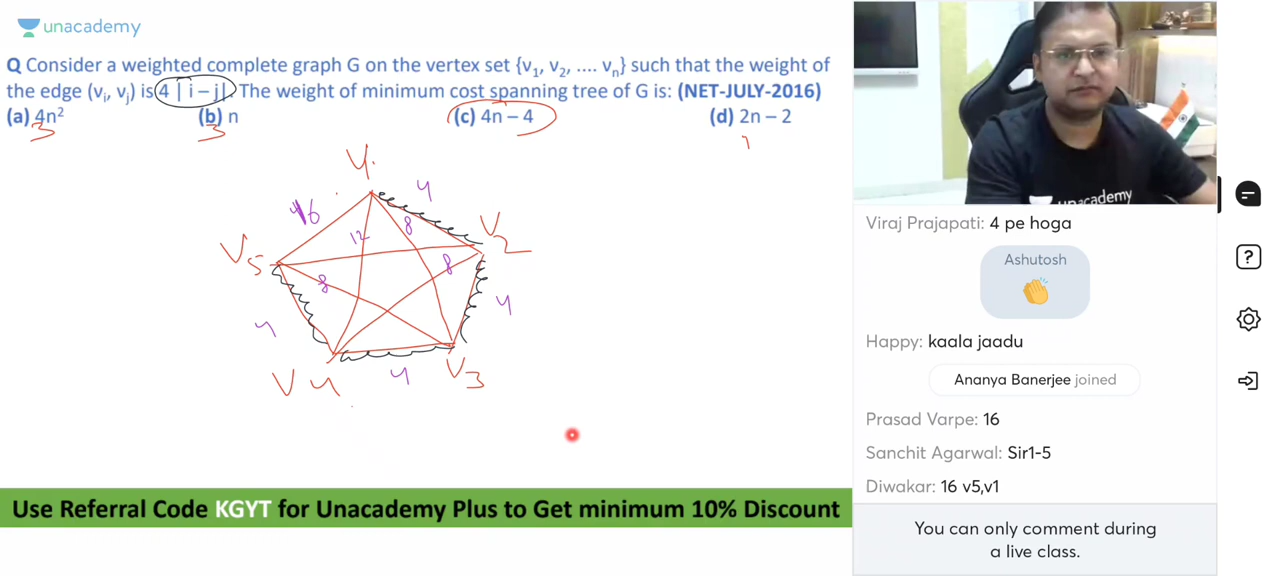 unacademy
Q Consider a weighted complete graph G on the vertex set {v1, v2, .... vn} such that the weight of
the edge (vi, vj) is 4 | i – j|. The weight of minimum cost spanning tree of G is: (NET-JULY-2016)
(a) 4n² (b) n (c) 4n – 4 (d) 2n – 2
3 3
4
16
V2
8
12
V5
8
8
4
4
V3
4
V4
Use Referral Code KGYT for Unacademy Plus to Get minimum 10% Discount
unacademy
Viraj Prajapati: 4 pe hoga
Ashutosh
Happy: kaala jaadu
Ananya Banerjee joined
Prasad Varpe: 16
Sanchit Agarwal: Sir1-5
Diwakar: 16 v5,v1
You can only comment during
a live class.
?